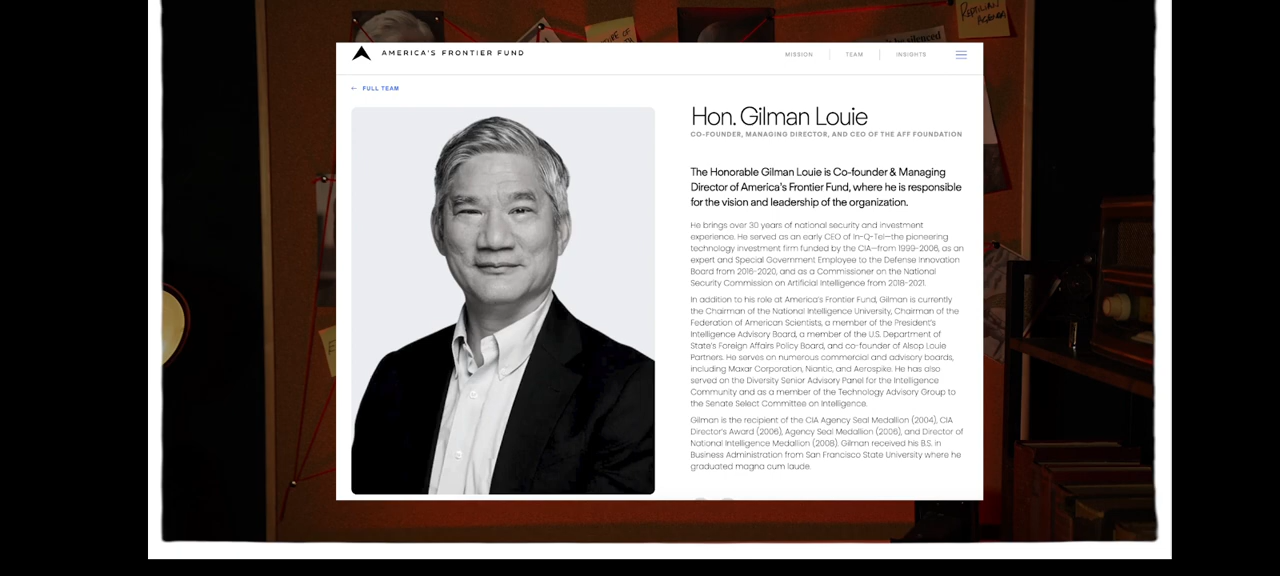 REPTILIAN
AGENDA
be silenced
AMERICA'S FRONTIER FUND
MISSION
TEAM
INSIGHTS
← FULL TEAM
Hon. Gilman Louie
CO-FOUNDER, MANAGING DIRECTOR, AND CEO OF THE AFF FOUNDATION
The Honorable Gilman Louie is Co-founder & Managing
Director of America's Frontier Fund, where he is responsible
for the vision and leadership of the organization.
He brings over 30 years of national security and investment
experience. He served as an early CEO of In-Q-Tel—the pioneering
technology investment firm funded by the CIA—from 1999-2006, as an
expert and Special Government Employee to the Defense Innovation
Board from 2016-2020, and as a Commissioner on the National
Security Commission on Artificial Intelligence from 2018-2021.
In addition to his role at America's Frontier Fund, Gilman is currently
the Chairman of the National Intelligence University, Chairman of the
Federation of American Scientists, a member of the President's
Intelligence Advisory Board, a member of the U.S. Department of
State's Foreign Affairs Policy Board, and co-founder of Alsop Louie
Partners. He serves on numerous commercial and advisory boards,
including Maxar Corporation, Niantic, and Aerospike. He has also
served on the Diversity Senior Advisory Panel for the Intelligence
Community and as a member of the Technology Advisory Group to
the Senate Select Committee on Intelligence.
Gilman is the recipient of the CIA Agency Seal Medallion (2004), CIA
Director's Award (2006), Agency Seal Medallion (2006), and Director of
National Intelligence Medallion (2008). Gilman received his B.S. in
Business Administration from San Francisco State University where he
graduated magna cum laude.